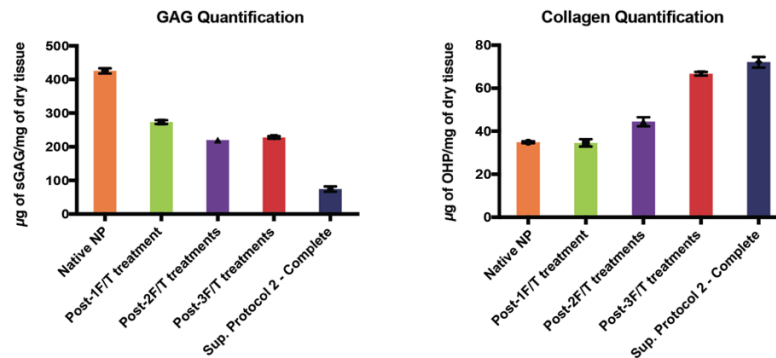 GAG Quantification
µg of sGAG/mg of dry tissue
500
400
300
200
100
0
Native NP
Post-1F/T treatment
Post-2F/T treatments
Post-3F/T treatments
Sup. Protocol 2 - Complete
Collagen Quantification
µg of OHP/mg of dry tissue
80
60
40
20
0
Native NP
Post-1F/T treatment
Post-2F/T treatments
Post-3F/T treatments
Sup. Protocol 2 - Complete